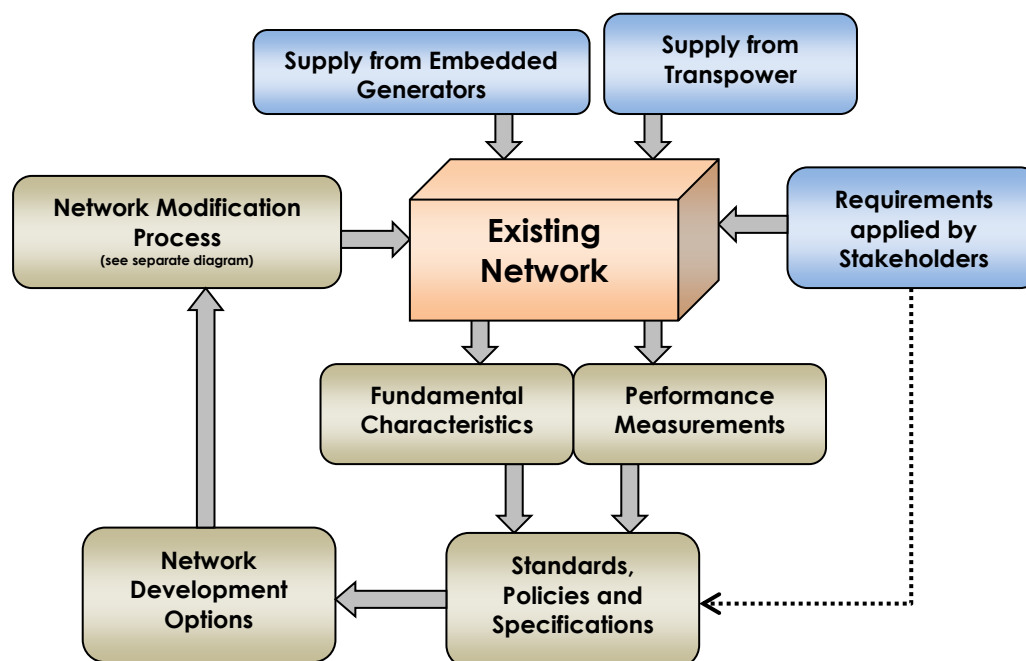 Supply from Embedded
Generators
Supply from
Transpower
Network Modification
Process
(see separate diagram)
Existing
Network
Requirements
applied by
Stakeholders
Fundamental
Characteristics
Performance
Measurements
Network
Development
Options
Standards,
Policies and
Specifications